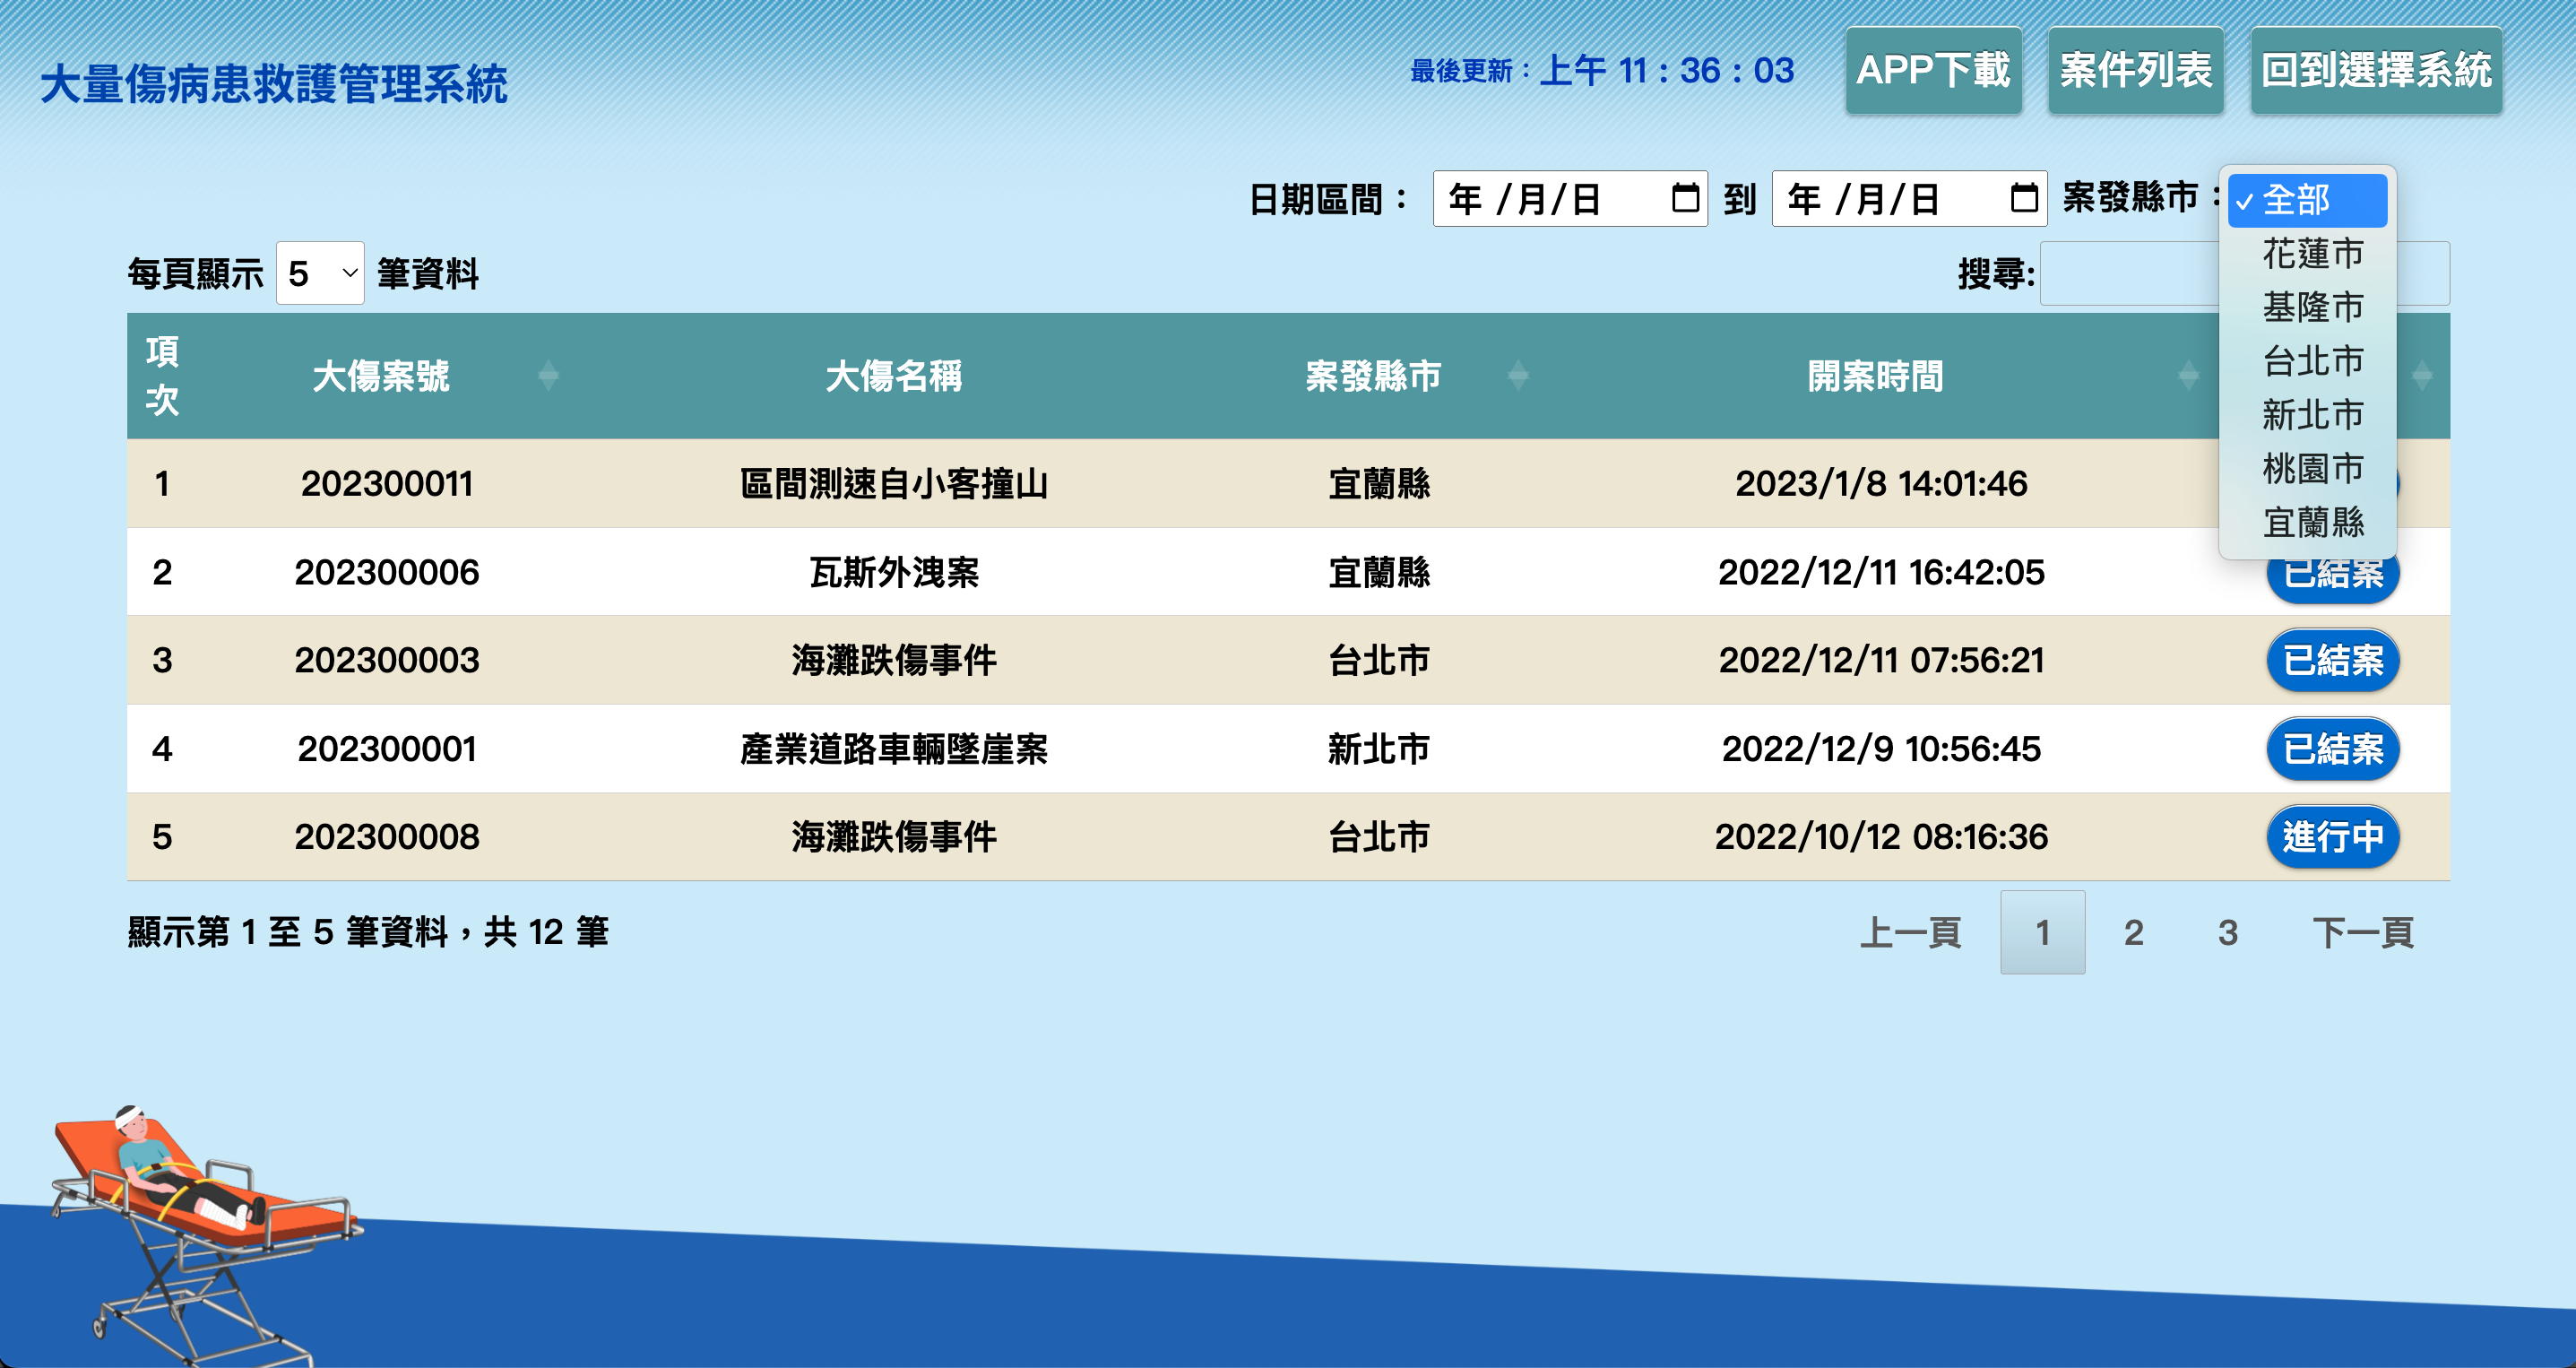 大量傷病患救護管理系統
最後更新：上午 11：36：03
APP下載
案件列表
回到選擇系統
日期區間： 年 /月/日 到 年 /月/日 案發縣市：
✓ 全部
花蓮市
基隆市
台北市
新北市
桃園市
宜蘭縣
每頁顯示 5 筆資料
搜尋:
項次 大傷案號 大傷名稱 案發縣市 開案時間
1 202300011 區間測速自小客撞山 宜蘭縣 2023/1/8 14:01:46
2 202300006 瓦斯外洩案 宜蘭縣 2022/12/11 16:42:05 已結案
3 202300003 海灘跌傷事件 台北市 2022/12/11 07:56:21 已結案
4 202300001 產業道路車輛墜崖案 新北市 2022/12/9 10:56:45 已結案
5 202300008 海灘跌傷事件 台北市 2022/10/12 08:16:36 進行中
顯示第 1 至 5 筆資料，共 12 筆
上一頁 1 2 3 下一頁